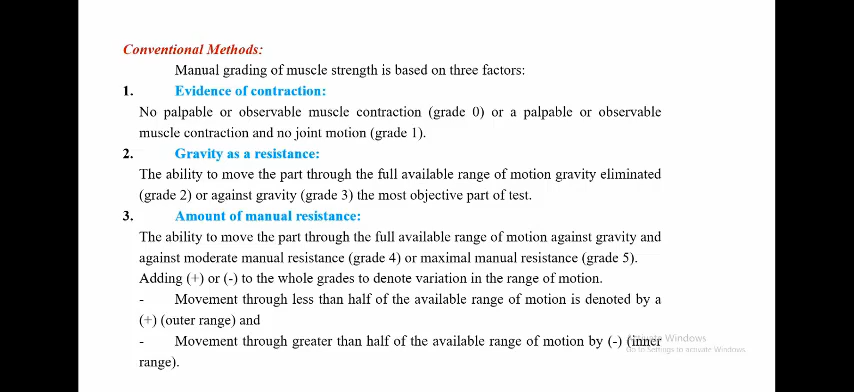 Conventional Methods:
Manual grading of muscle strength is based on three factors:
1. Evidence of contraction:
No palpable or observable muscle contraction (grade 0) or a palpable or observable
muscle contraction and no joint motion (grade 1).
2. Gravity as a resistance:
The ability to move the part through the full available range of motion gravity eliminated
(grade 2) or against gravity (grade 3) the most objective part of test.
3. Amount of manual resistance:
The ability to move the part through the full available range of motion against gravity and
against moderate manual resistance (grade 4) or maximal manual resistance (grade 5).
Adding (+) or (-) to the whole grades to denote variation in the range of motion.
- Movement through less than half of the available range of motion is denoted by a
(+) (outer range) and
- Movement through greater than half of the available range of motion by (-) (inner
range).
Activate Windows
Go to Settings to activate Windows.